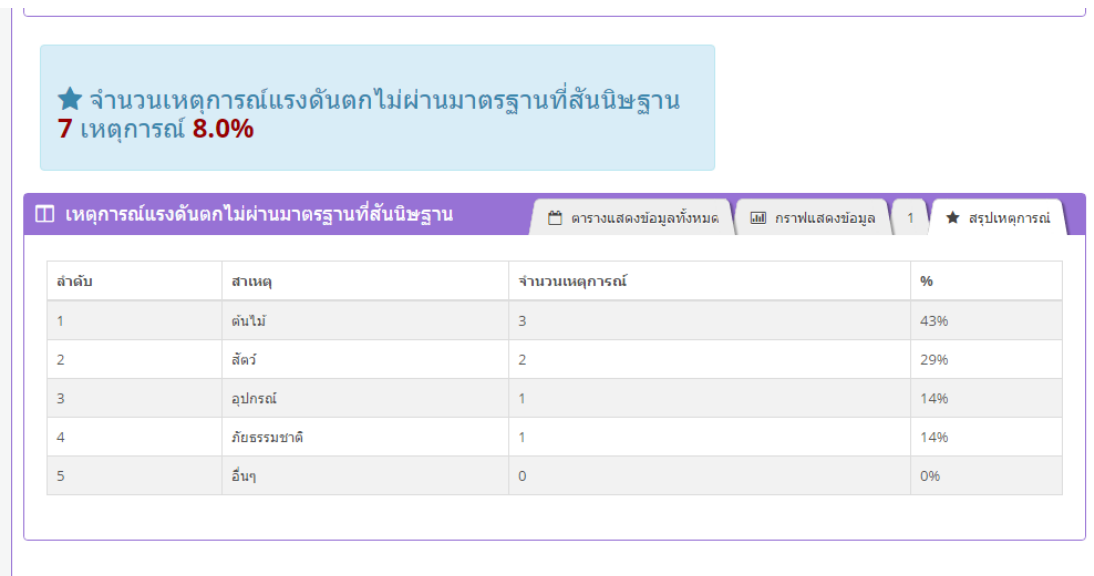 จำนวนเหตุการณ์แรงดันตกไม่ผ่านมาตรฐานที่สันนิษฐาน
7 เหตุการณ์ 8.0%
เหตุการณ์แรงดันตกไม่ผ่านมาตรฐานที่สันนิษฐาน ตารางแสดงข้อมูลทั้งหมด กราฟแสดงข้อมูล 1 สรุปเหตุการณ์
ลำดับ สาเหตุ จำนวนเหตุการณ์ %
1 ต้นไม้ 3 43%
2 สัตว์ 2 29%
3 อุปกรณ์ 1 14%
4 ภัยธรรมชาติ 1 14%
5 อื่นๆ 0 0%